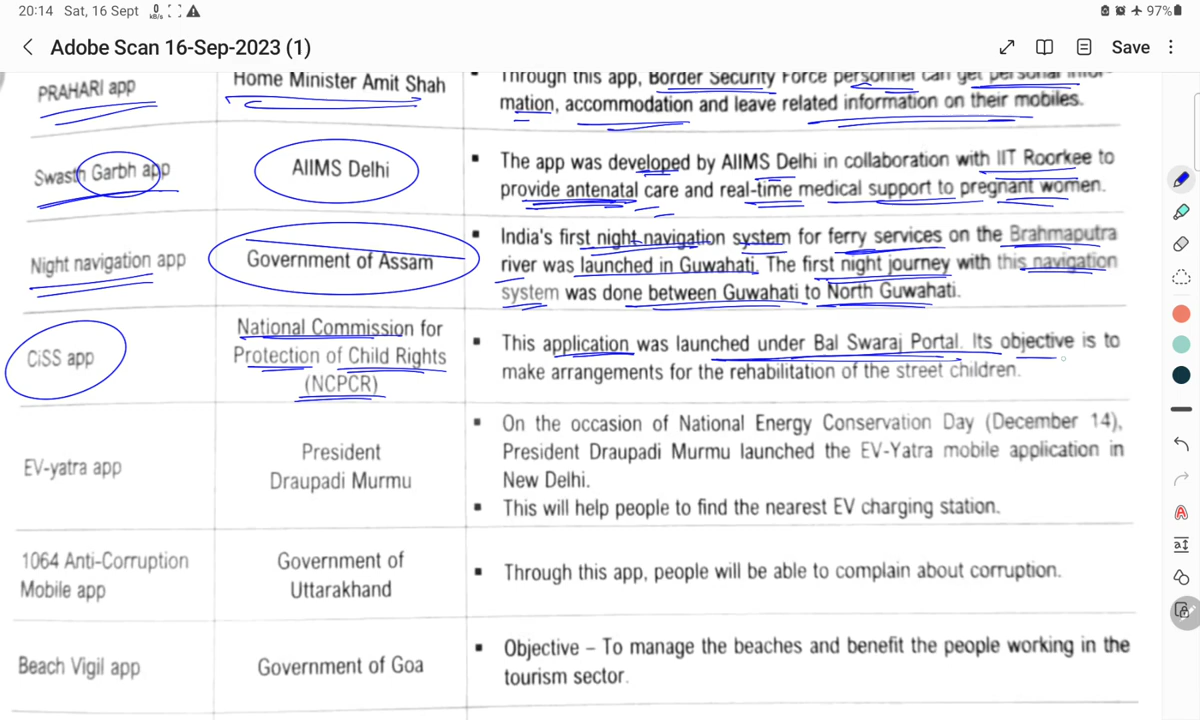 20:14 Sat, 16 Sept 0 KB/s 97%
Adobe Scan 16-Sep-2023 (1)
Save
PRAHARI app
Home Minister Amit Shah
Through this app, Border Security Force personnel can get personal infor-
mation, accommodation and leave related information on their mobiles.
Swasth Garbh app
AIIMS Delhi
The app was developed by AIIMS Delhi in collaboration with IIT Roorkee to
provide antenatal care and real-time medical support to pregnant women.
Night navigation app
Government of Assam
India's first night navigation system for ferry services on the Brahmaputra
river was launched in Guwahati. The first night journey with this navigation
system was done between Guwahati to North Guwahati.
CiSS app
National Commission for
Protection of Child Rights
(NCPCR)
This application was launched under Bal Swaraj Portal. Its objective is to
make arrangements for the rehabilitation of the street children.
EV-yatra app
President
Draupadi Murmu
On the occasion of National Energy Conservation Day (December 14),
President Draupadi Murmu launched the EV-Yatra mobile application in
New Delhi.
This will help people to find the nearest EV charging station.
1064 Anti-Corruption
Mobile app
Government of
Uttarakhand
Through this app, people will be able to complain about corruption.
Beach Vigil app
Government of Goa
Objective – To manage the beaches and benefit the people working in the
tourism sector.